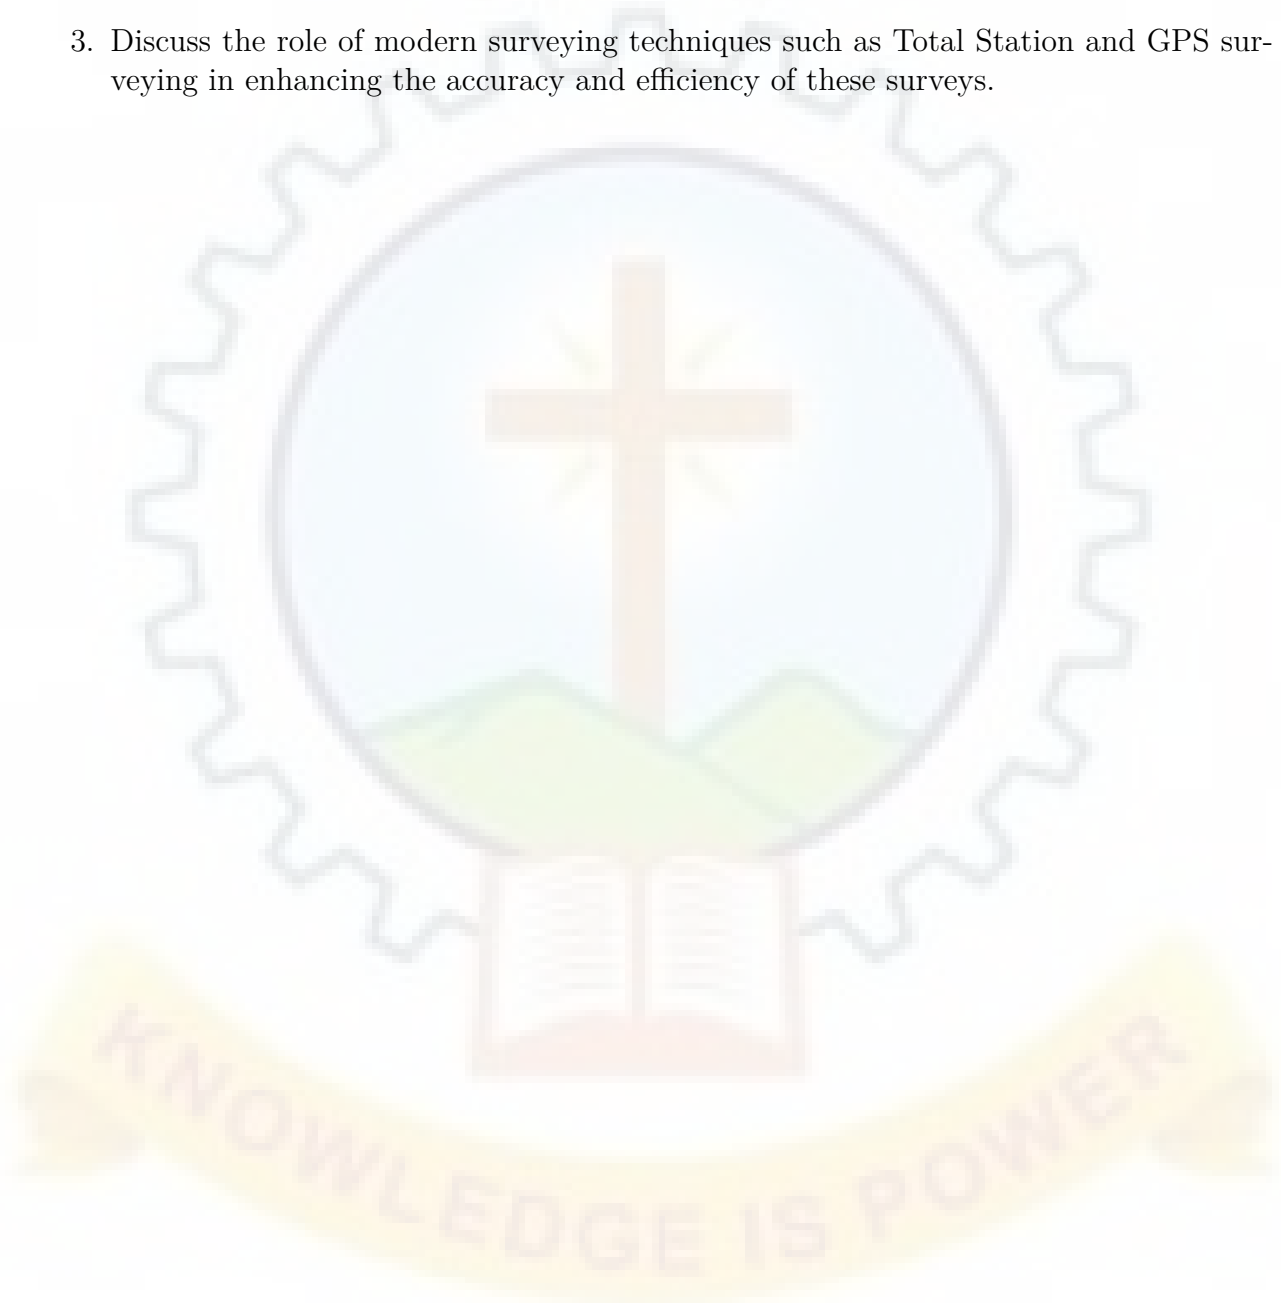 3. Discuss the role of modern surveying techniques such as Total Station and GPS sur-
veying in enhancing the accuracy and efficiency of these surveys.
KNOWLEDGE IS POWER